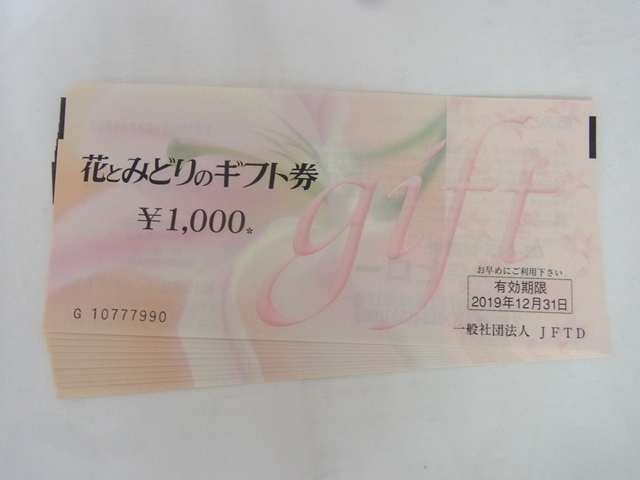 花とみどりのギフト券
¥1,000*
gift
お早めにご利用下さい
有効期限
2019年12月31日
G 10777990
一般社団法人 JFTD